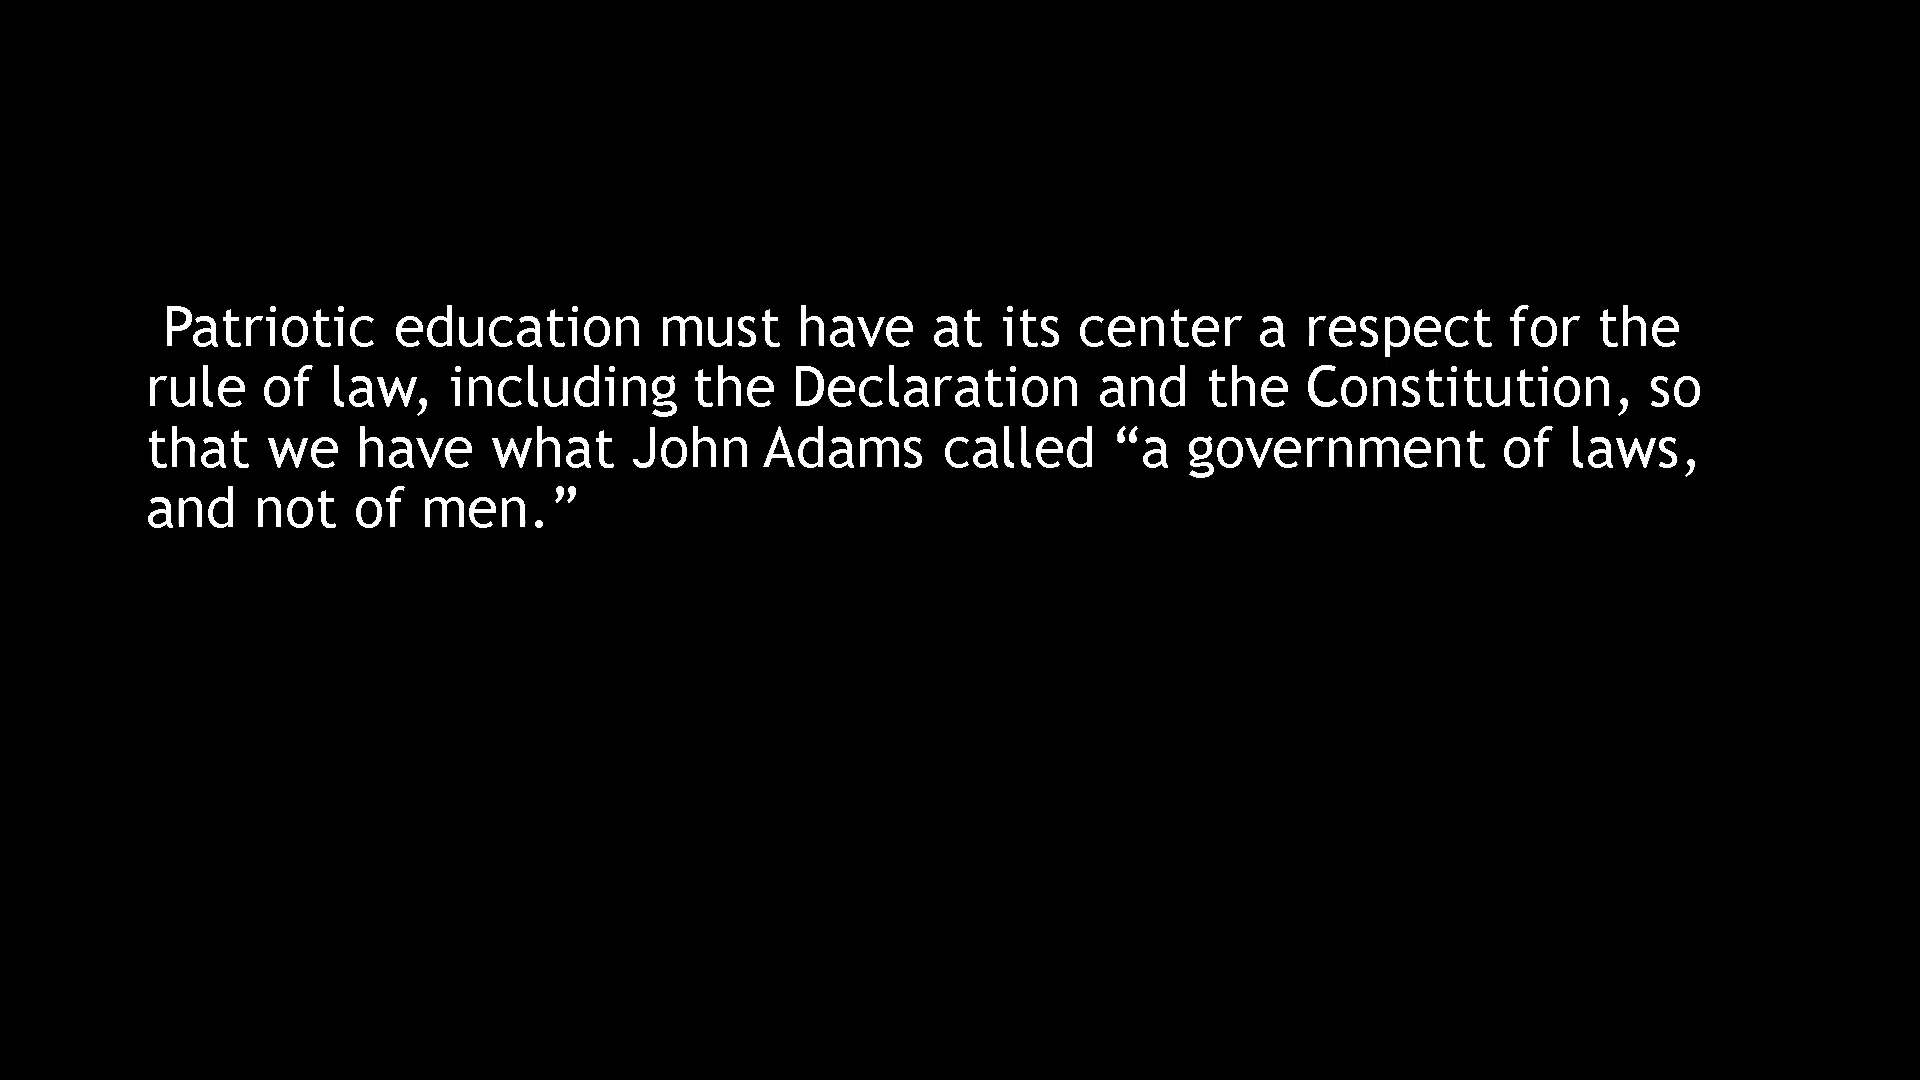 Patriotic education must have at its center a respect for the
rule of law, including the Declaration and the Constitution, so
that we have what John Adams called “a government of laws,
and not of men.”